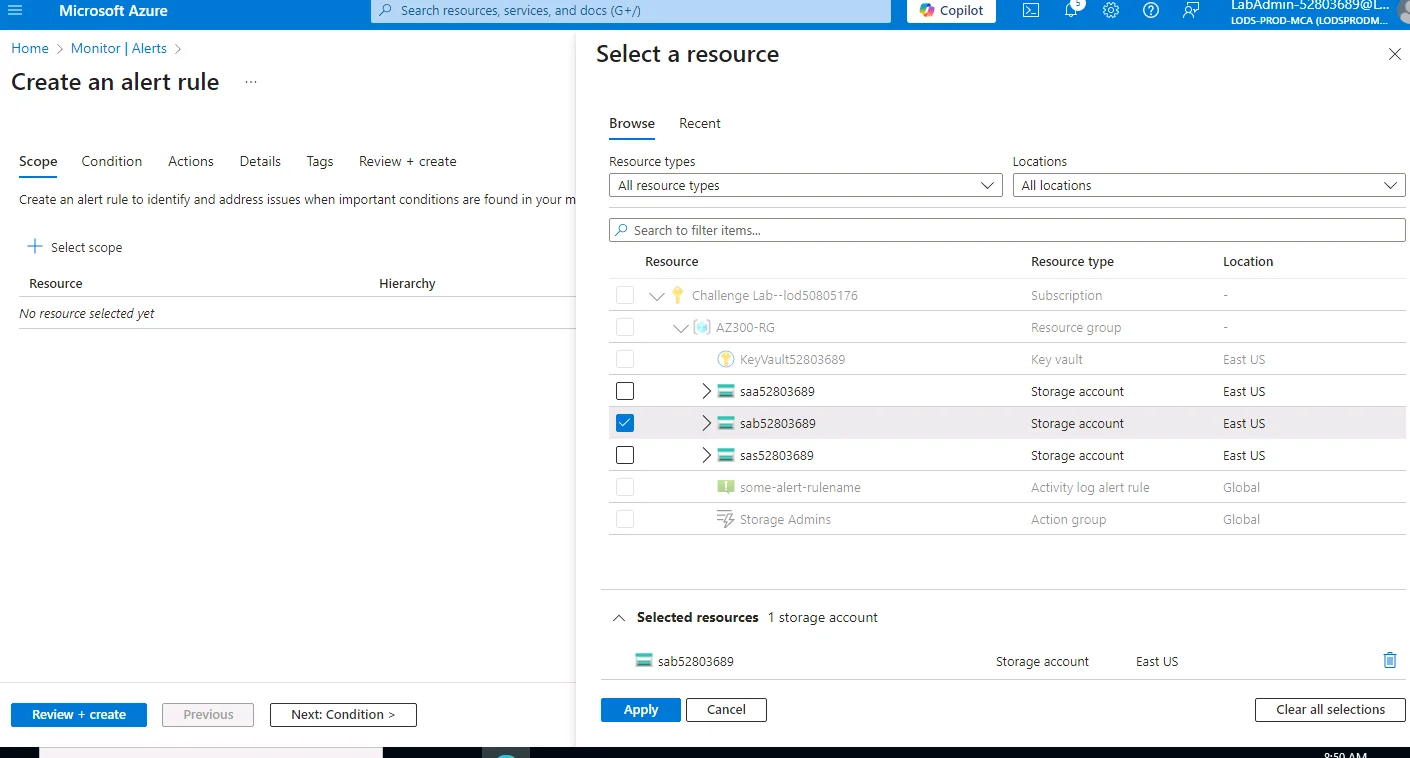 Microsoft Azure
Search resources, services, and docs (G+/)
Copilot
5
LabAdmin-52803689@L...
LODS-PROD-MCA (LODSPRODM...
Home > Monitor | Alerts >
Create an alert rule ...
Scope Condition Actions Details Tags Review + create
Create an alert rule to identify and address issues when important conditions are found in your m
+ Select scope
Resource Hierarchy
No resource selected yet
Review + create Previous Next: Condition >
Select a resource
Browse Recent
Resource types Locations
All resource types All locations
Search to filter items...
Resource Resource type Location
Challenge Lab--lod50805176 Subscription -
AZ300-RG Resource group -
KeyVault52803689 Key vault East US
saa52803689 Storage account East US
sab52803689 Storage account East US
sas52803689 Storage account East US
some-alert-rulename Activity log alert rule Global
Storage Admins Action group Global
Selected resources 1 storage account
sab52803689 Storage account East US
Apply Cancel Clear all selections
8:50 AM